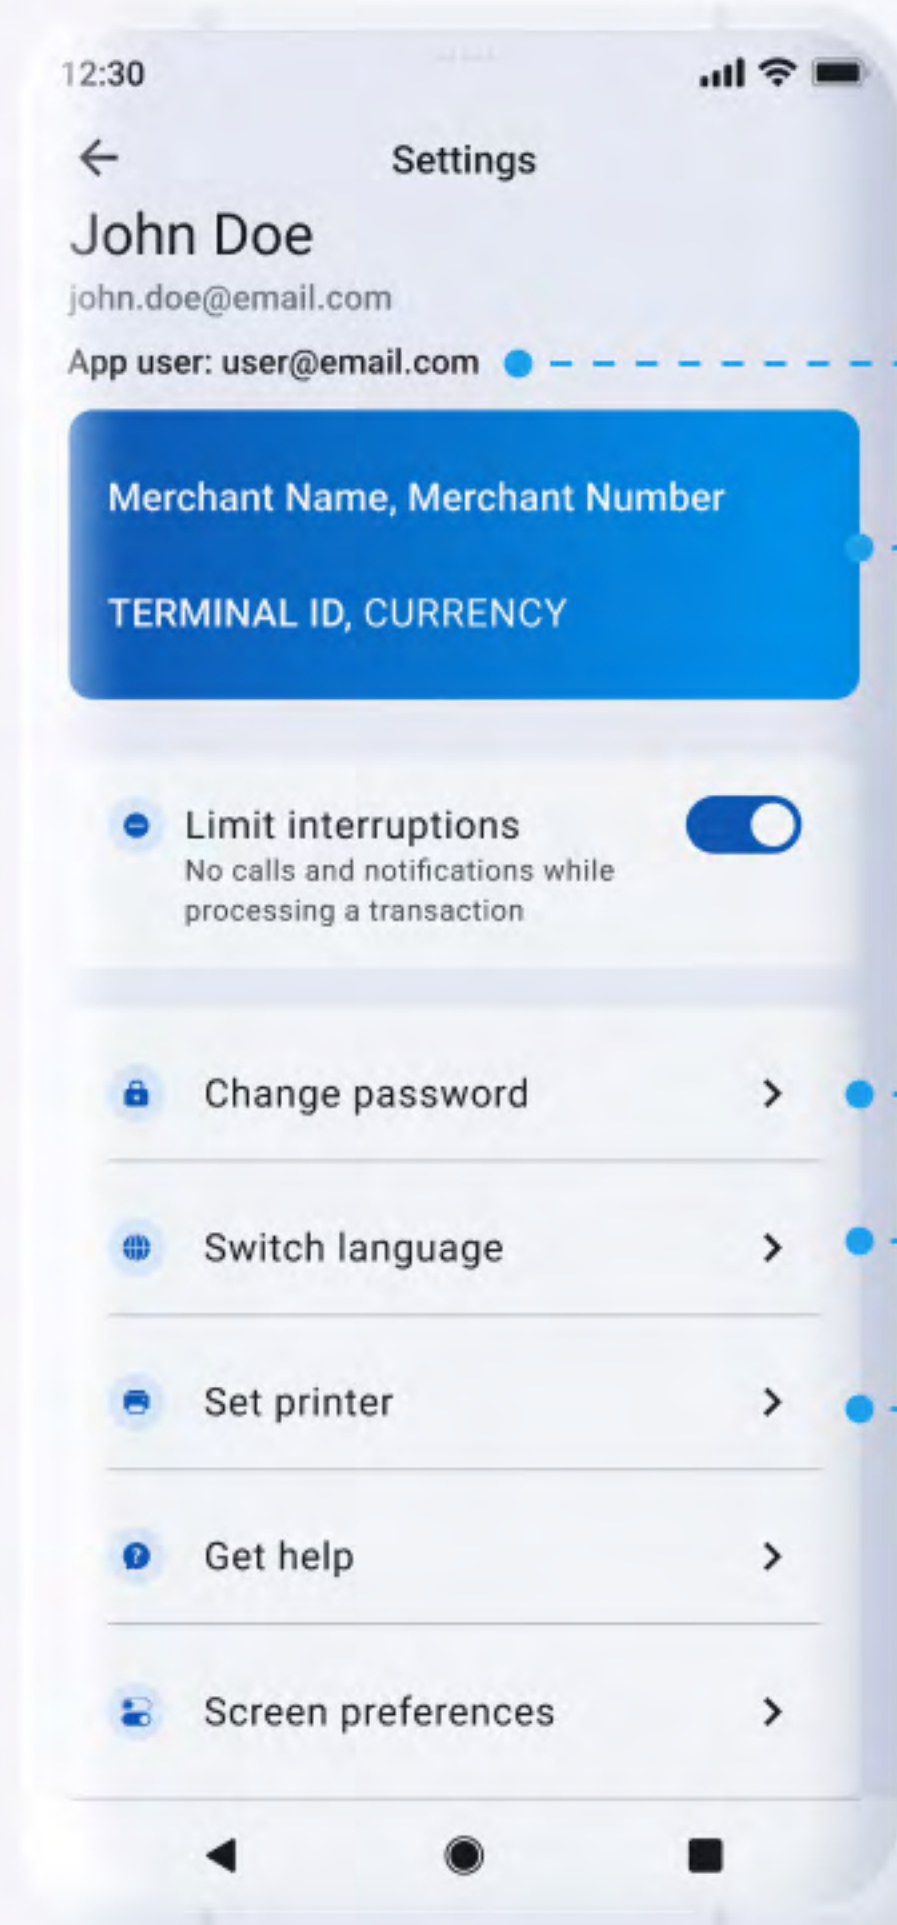 12:30
Settings
John Doe
john.doe@email.com
App user: user@email.com
Merchant Name, Merchant Number
TERMINAL ID, CURRENCY
Limit interruptions
No calls and notifications while
processing a transaction
Change password
Switch language
Set printer
Get help
Screen preferences